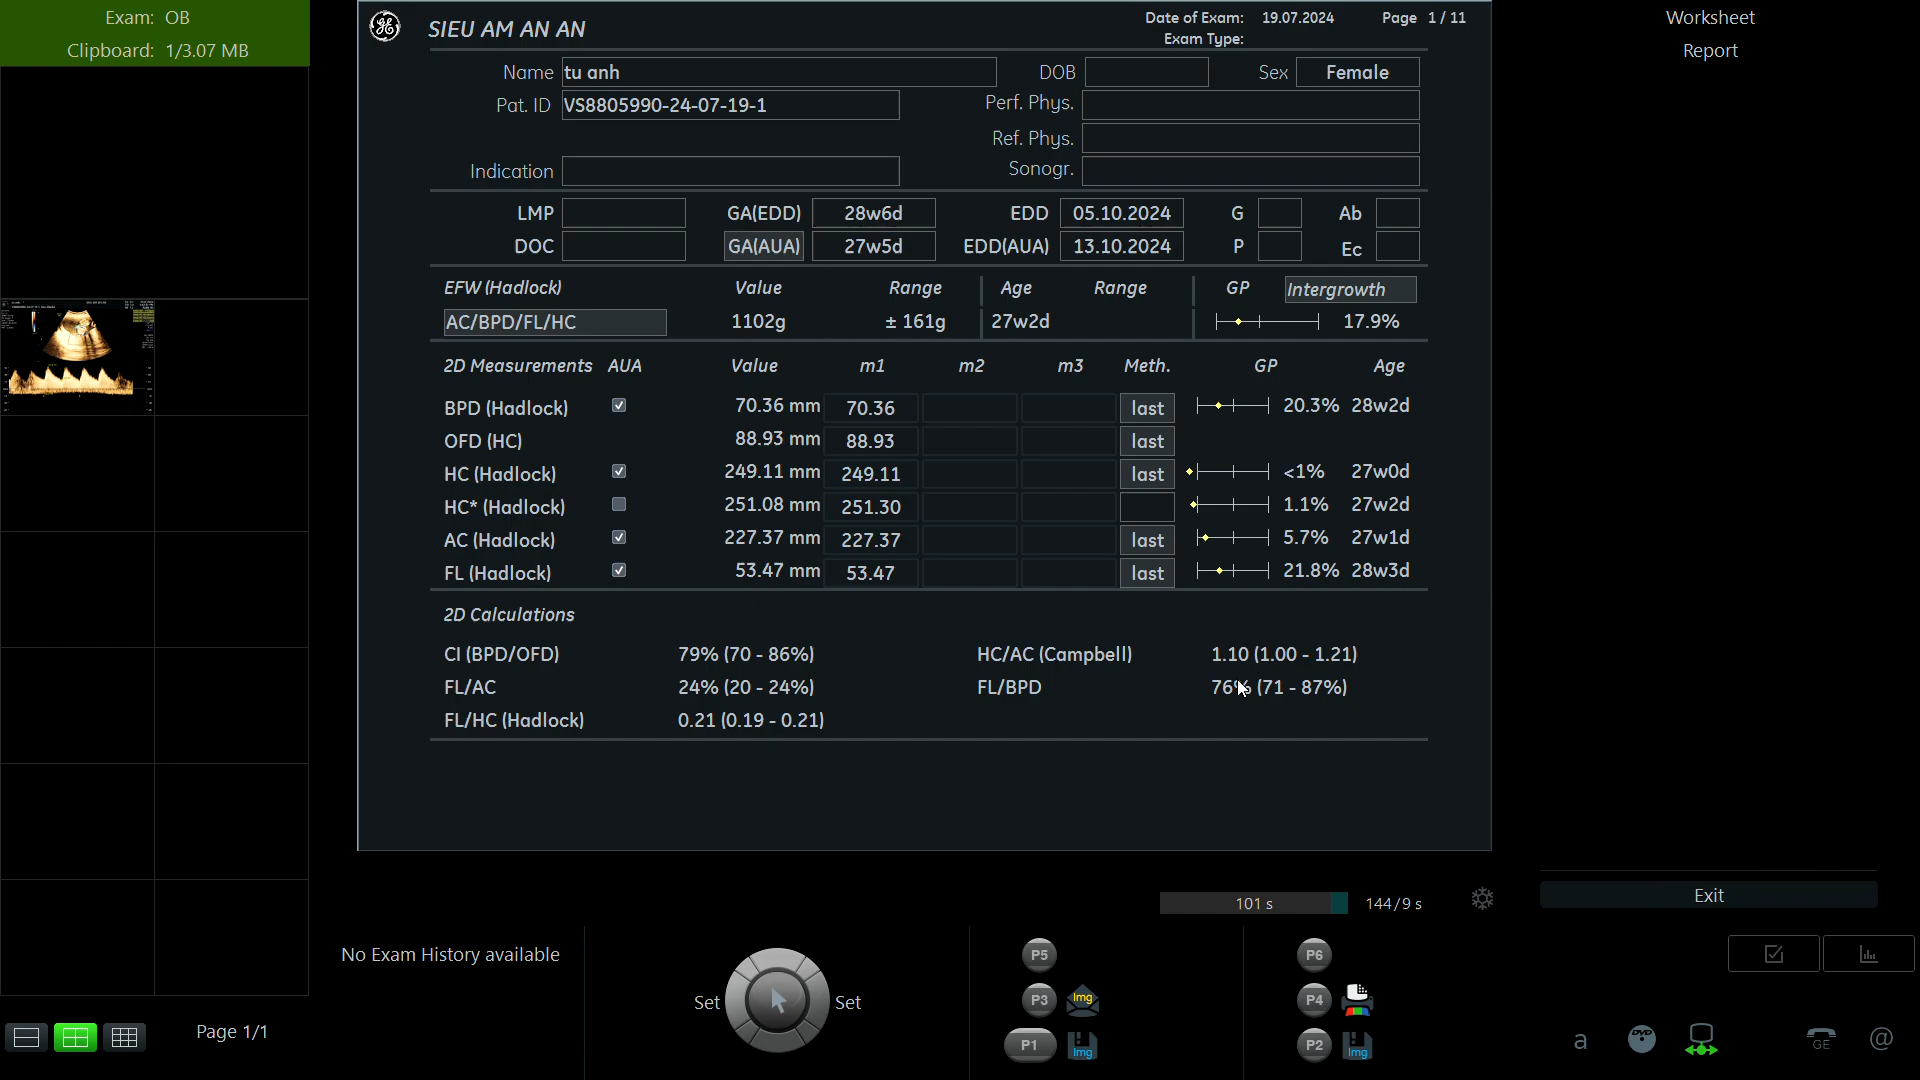 Exam: OB
Clipboard: 1/3.07 MB
SIEU AM AN AN
Date of Exam: 19.07.2024 Page 1 / 11
Exam Type:
Name tu anh DOB Sex Female
Pat. ID VS8805990-24-07-19-1 Perf. Phys.
Ref. Phys.
Indication Sonogr.
LMP GA(EDD) 28w6d EDD 05.10.2024 G Ab
DOC GA(AUA) 27w5d EDD(AUA) 13.10.2024 P Ec
EFW (Hadlock) Value Range Age Range GP Intergrowth
AC/BPD/FL/HC 1102g ± 161g 27w2d 17.9%
2D Measurements AUA Value m1 m2 m3 Meth. GP Age
BPD (Hadlock) 70.36 mm 70.36 last 20.3% 28w2d
OFD (HC) 88.93 mm 88.93 last
HC (Hadlock) 249.11 mm 249.11 last <1% 27w0d
HC* (Hadlock) 251.08 mm 251.30 1.1% 27w2d
AC (Hadlock) 227.37 mm 227.37 last 5.7% 27w1d
FL (Hadlock) 53.47 mm 53.47 last 21.8% 28w3d
2D Calculations
CI (BPD/OFD) 79% (70 - 86%) HC/AC (Campbell) 1.10 (1.00 - 1.21)
FL/AC 24% (20 - 24%) FL/BPD 76% (71 - 87%)
FL/HC (Hadlock) 0.21 (0.19 - 0.21)
Worksheet
Report
101 s 144/9 s
Exit
No Exam History available
Set Set
P5
P3 Img
P1 Img
P6
P4
P2 Img
Page 1/1
a DVD GE @